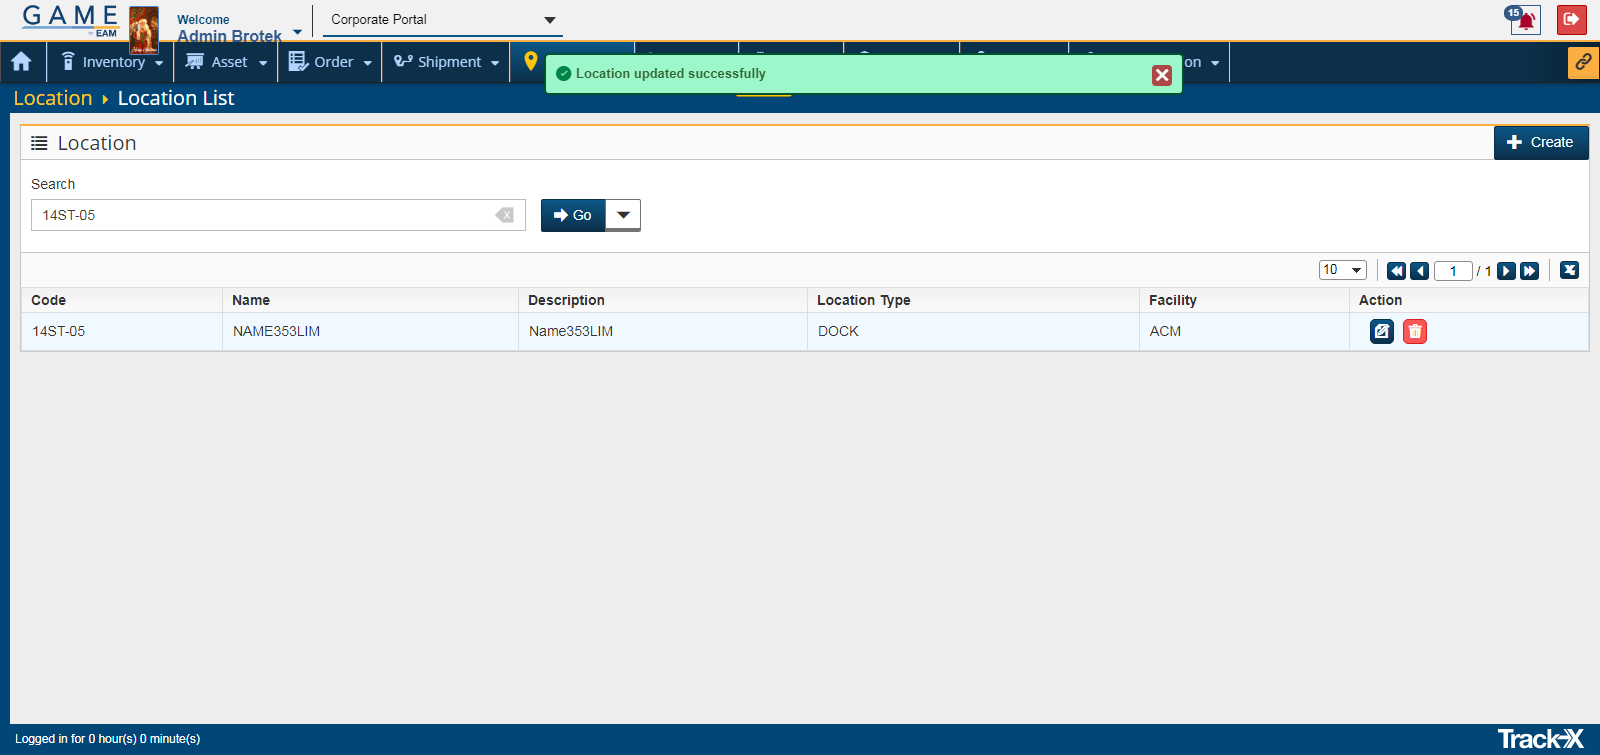 GAME
by EAM
Welcome
Admin Brotek
Corporate Portal
15
Inventory
Asset
Order
Shipment
on
Location updated successfully
Location
Location List
Location
Create
Search
14ST-05
Go
10
1
/ 1
Code Name Description Location Type Facility Action
14ST-05 NAME353LIM Name353LIM DOCK ACM
Logged in for 0 hour(s) 0 minute(s)
Track-X